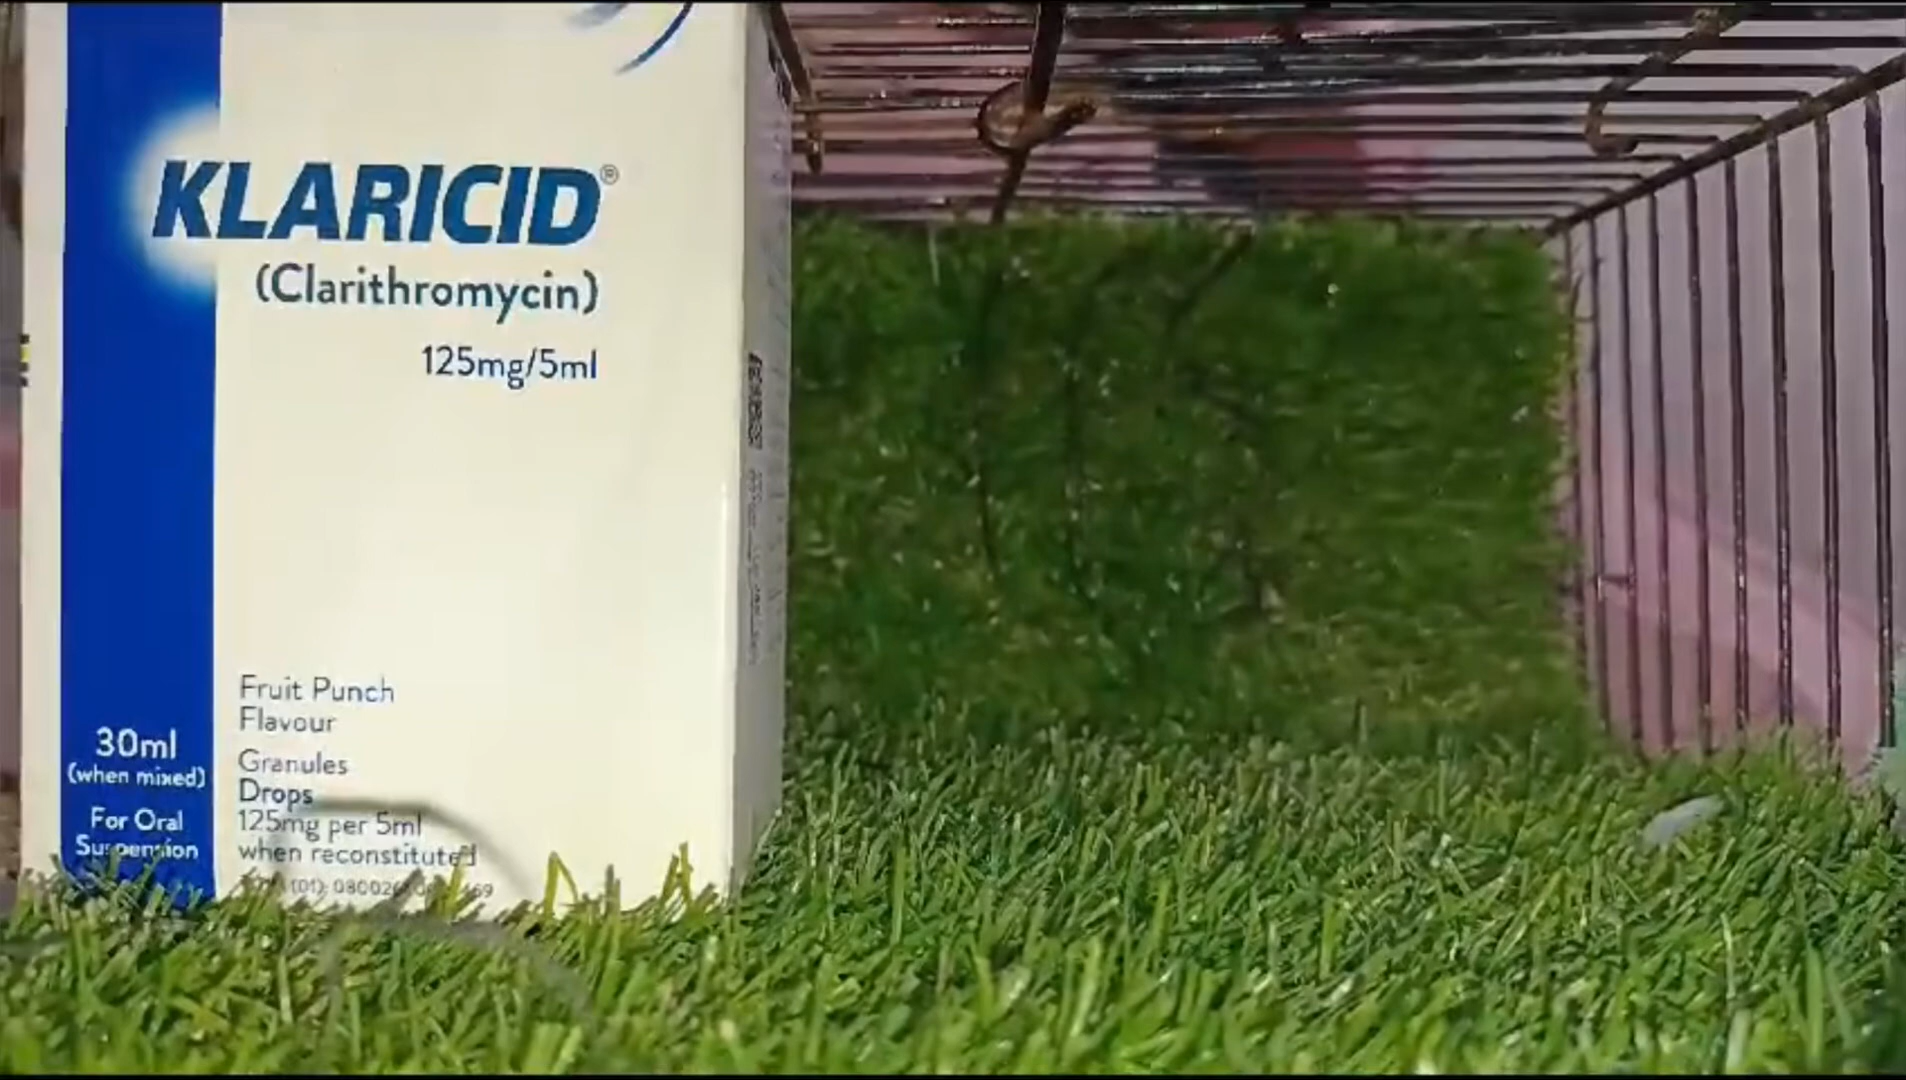 KLARICID®
(Clarithromycin)
125mg/5ml
Fruit Punch
Flavour
Granules
Drops
125mg per 5ml
when reconstituted
30ml
(when mixed)
For Oral
Suspension